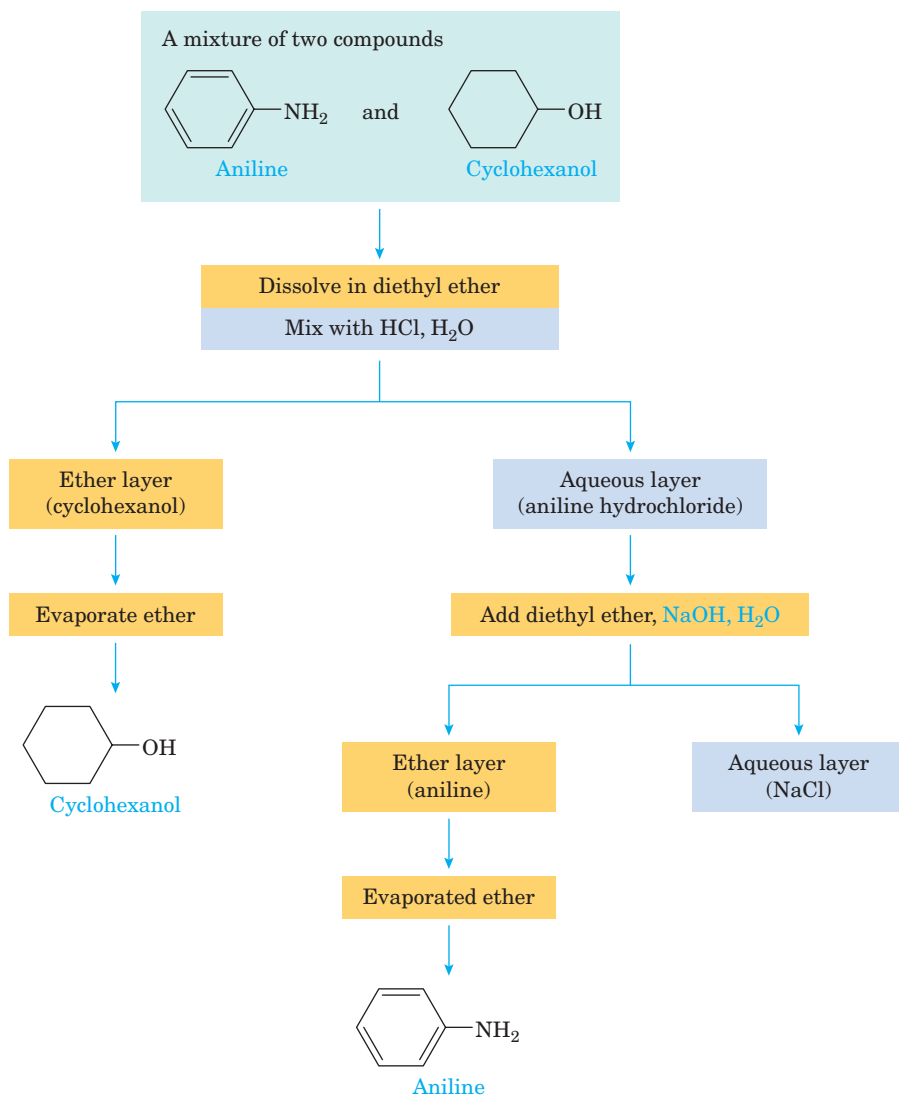 A mixture of two compounds
NH₂ and OH
Aniline Cyclohexanol
Dissolve in diethyl ether
Mix with HCl, H₂O
Ether layer
(cyclohexanol)
Aqueous layer
(aniline hydrochloride)
Evaporate ether
Add diethyl ether, NaOH, H₂O
OH
Cyclohexanol
Ether layer
(aniline)
Aqueous layer
(NaCl)
Evaporated ether
NH₂
Aniline